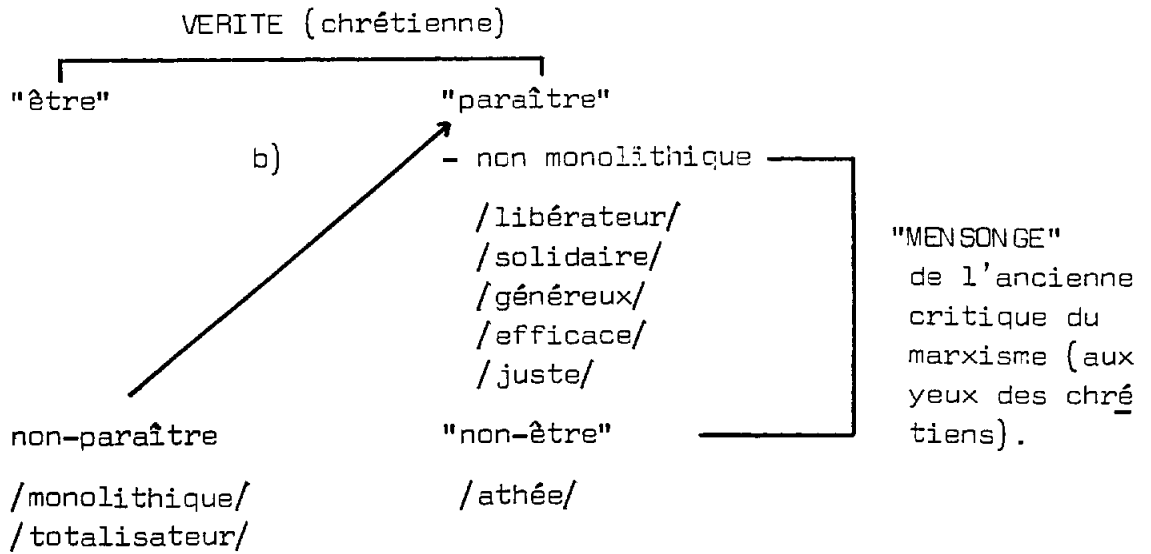 VERITE (chrétienne)
"être" "paraître"
b) - non monolithique
/libérateur/
/solidaire/
/généreux/
/efficace/
/juste/
"MENSONGE"
de l'ancienne
critique du
marxisme (aux
yeux des chré
tiens).
non-paraître "non-être"
/monolithique/ /athée/
/totalisateur/